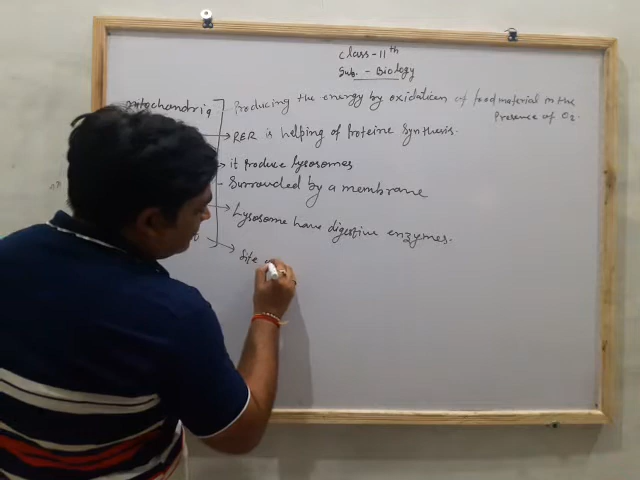 Class - 11th
Sub. - Biology
mitochondria Producing the energy by oxidaticen of food material in the
Presence of O2.
RER is helping of Proteine Synthesis.
it Produce Lysosomes
- Surrounded by a membrane
Lysosome have digestive enzymes.
Site